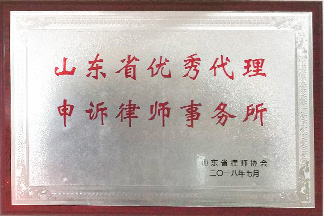 山东省优秀代理
申诉律师事务所
山东省律师协会
二〇一八年七月